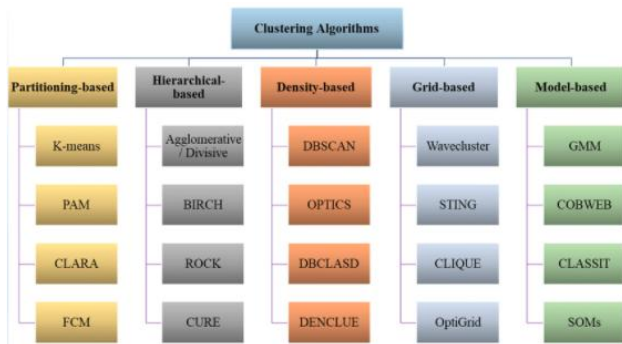 Clustering Algorithms
Partitioning-based
Hierarchical-
based
Density-based
Grid-based
Model-based
K-means
Agglomerative
/ Divisive
DBSCAN
Wavecluster
GMM
PAM
BIRCH
OPTICS
STING
COBWEB
CLARA
ROCK
DBCLASD
CLIQUE
CLASSIT
FCM
CURE
DENCLUE
OptiGrid
SOMs